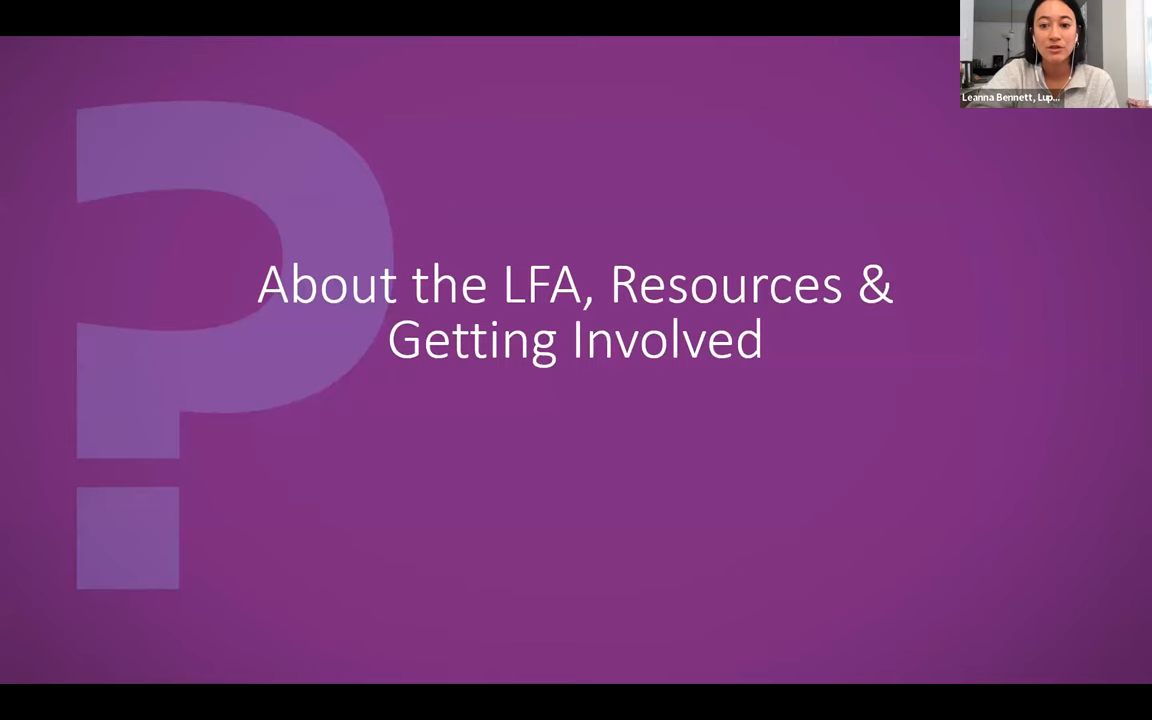 Leanna Bennett, Lup...
About the LFA, Resources &
Getting Involved